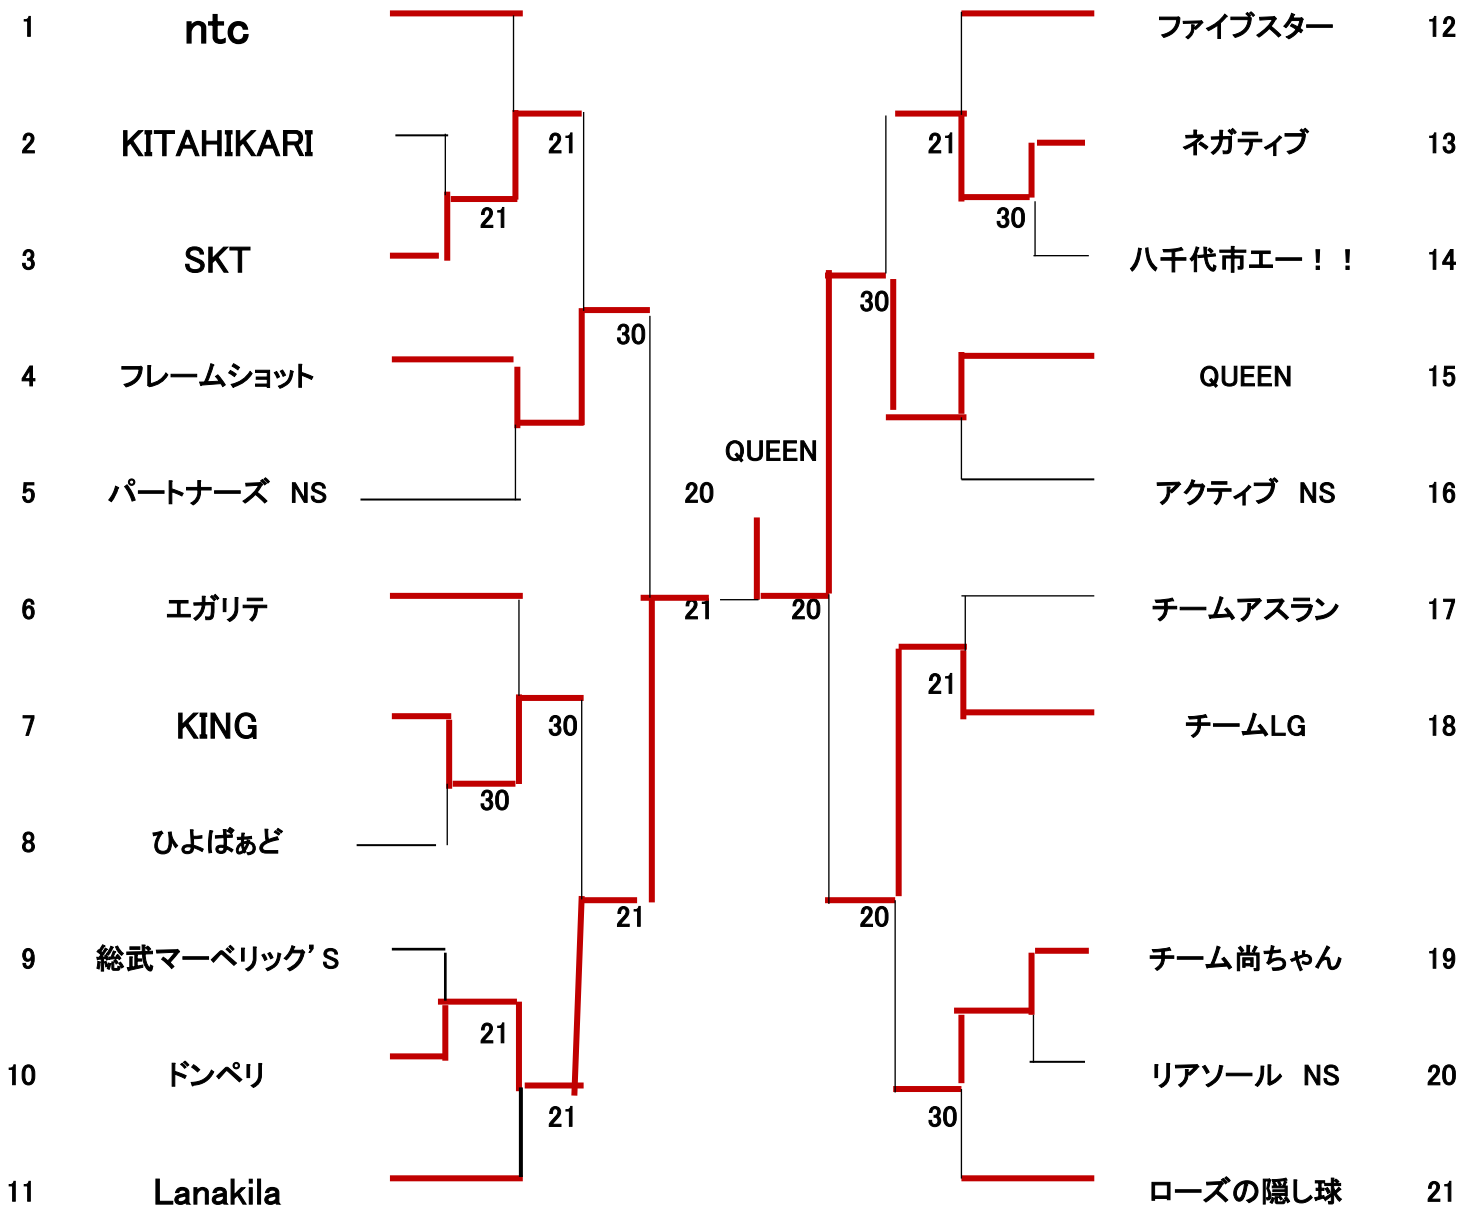 1 ntc ファイブスター 12
2 KITAHIKARI 21 21 ネガティブ 13
21 30
3 SKT 八千代市エー！！ 14
30
30
4 フレームショット QUEEN 15
QUEEN
5 パートナーズ　NS 20 アクティブ　NS 16
6 エガリテ 21 20 チームアスラン 17
21
7 KING 30 チームLG 18
30
8 ひよばぁど
21 20
9 総武マーベリック’S チーム尚ちゃん 19
21
10 ドンペリ リアソール　NS 20
21 30
11 Lanakila ローズの隠し球 21